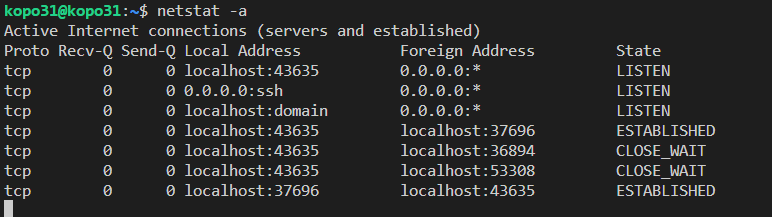 kopo31@kopo31:~$ netstat -a
Active Internet connections (servers and established)
Proto Recv-Q Send-Q Local Address           Foreign Address         State
tcp        0      0 localhost:43635         0.0.0.0:*               LISTEN
tcp        0      0 0.0.0.0:ssh             0.0.0.0:*               LISTEN
tcp        0      0 localhost:domain        0.0.0.0:*               LISTEN
tcp        0      0 localhost:43635         localhost:37696         ESTABLISHED
tcp        0      0 localhost:43635         localhost:36894         CLOSE_WAIT
tcp        0      0 localhost:43635         localhost:53308         CLOSE_WAIT
tcp        0      0 localhost:37696         localhost:43635         ESTABLISHED